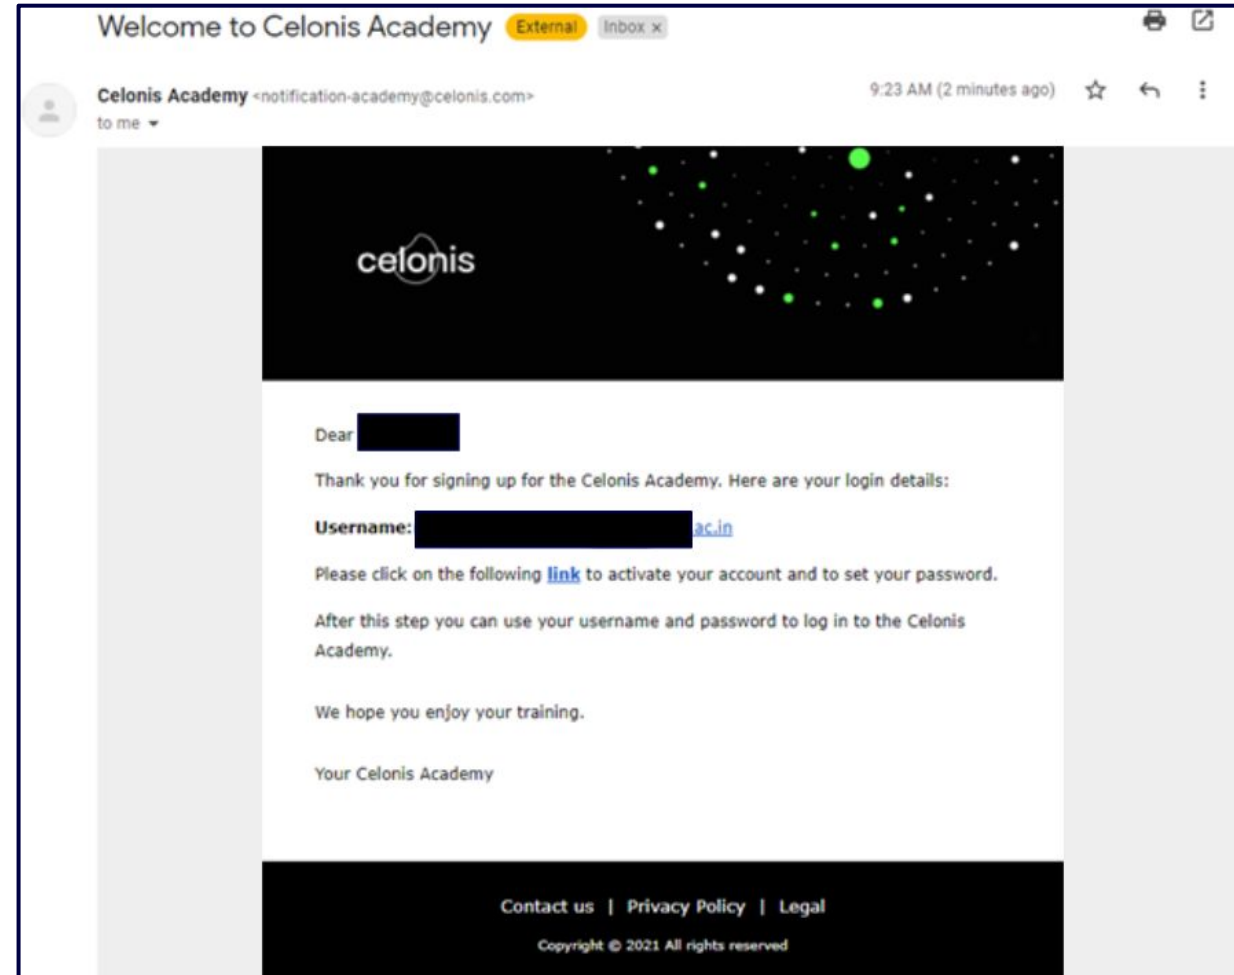 Welcome to Celonis Academy External Inbox x
Celonis Academy <notification-academy@celonis.com> 9:23 AM (2 minutes ago)
to me
celonis
Dear
Thank you for signing up for the Celonis Academy. Here are your login details:
Username: ac.in
Please click on the following link to activate your account and to set your password.
After this step you can use your username and password to log in to the Celonis
Academy.
We hope you enjoy your training.
Your Celonis Academy
Contact us | Privacy Policy | Legal
Copyright © 2021 All rights reserved